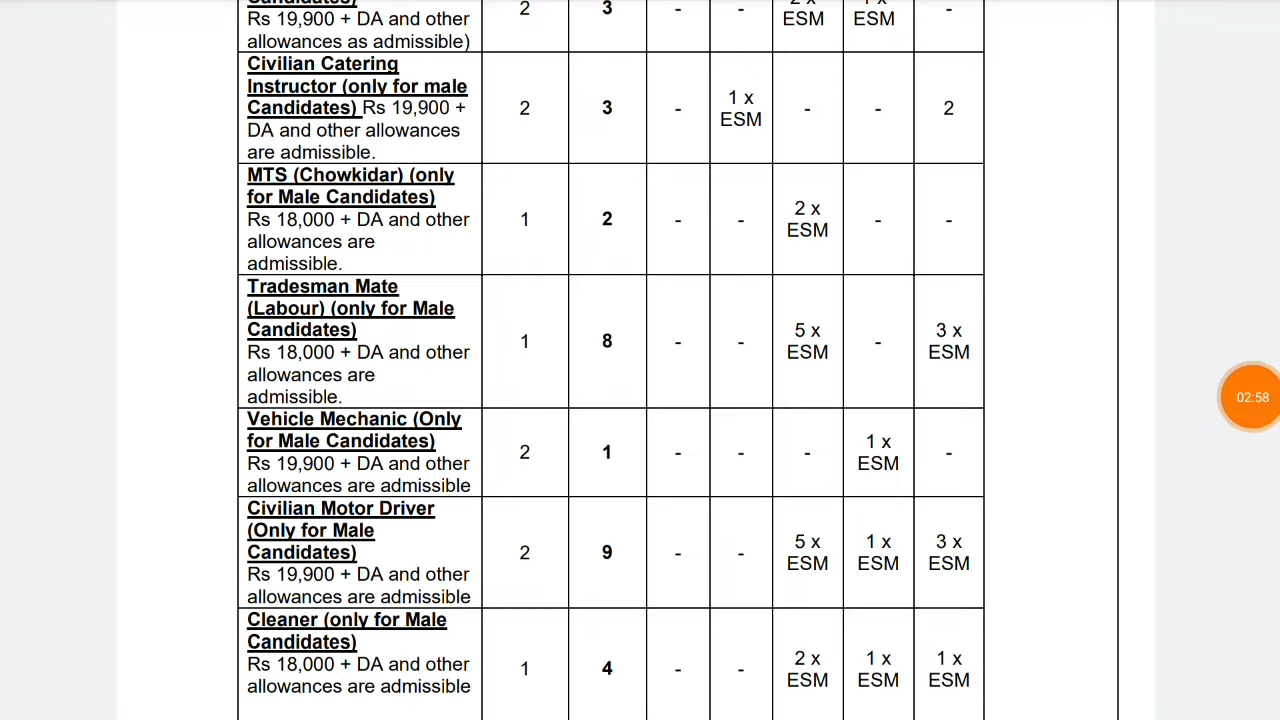 Candidates)
Rs 19,900 + DA and other
allowances as admissible)
2
3
-
-
ESM
ESM
-
Civilian Catering
Instructor (only for male
Candidates) Rs 19,900 +
DA and other allowances
are admissible.
2
3
-
1 x
ESM
-
-
2
MTS (Chowkidar) (only
for Male Candidates)
Rs 18,000 + DA and other
allowances are
admissible.
1
2
-
-
2 x
ESM
-
-
Tradesman Mate
(Labour) (only for Male
Candidates)
Rs 18,000 + DA and other
allowances are
admissible.
1
8
-
-
5 x
ESM
-
3 x
ESM
Vehicle Mechanic (Only
for Male Candidates)
Rs 19,900 + DA and other
allowances are admissible
2
1
-
-
-
1 x
ESM
-
Civilian Motor Driver
(Only for Male
Candidates)
Rs 19,900 + DA and other
allowances are admissible
2
9
-
-
5 x
ESM
1 x
ESM
3 x
ESM
Cleaner (only for Male
Candidates)
Rs 18,000 + DA and other
allowances are admissible
1
4
-
-
2 x
ESM
1 x
ESM
1 x
ESM
02:58